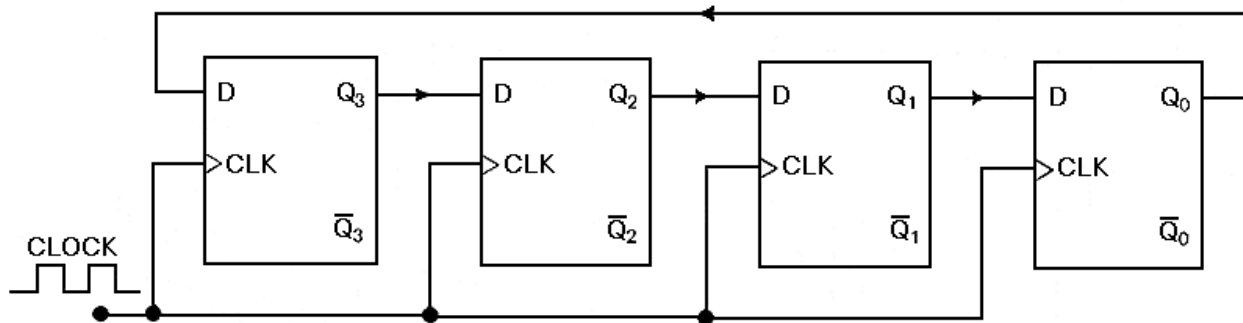 D Q₃ D Q₂ D Q₁ D Q₀
CLK CLK CLK CLK
Q̅₃ Q̅₂ Q̅₁ Q̅₀
CLOCK